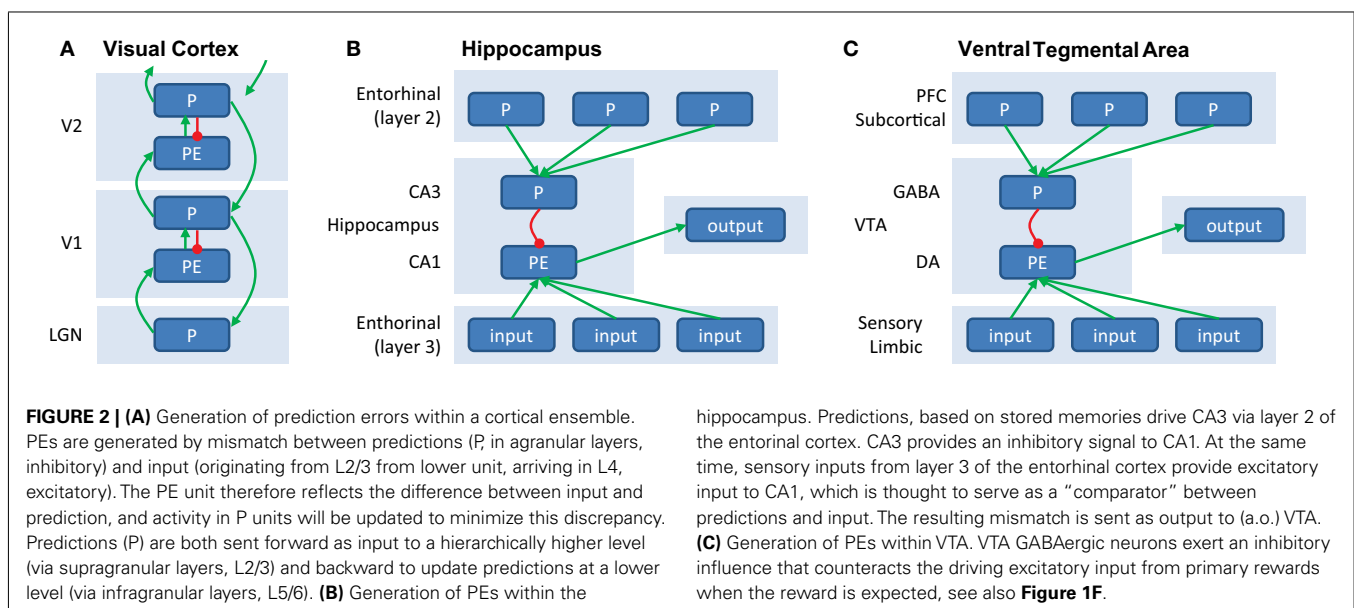 A Visual Cortex
V2
P
PE
V1
P
PE
LGN
P
B Hippocampus
Entorhinal
(layer 2)
P P P
CA3
P
Hippocampus
output
CA1
PE
Enthorinal
(layer 3)
input input input
C Ventral Tegmental Area
PFC
Subcortical
P P P
GABA
P
VTA
output
DA
PE
Sensory
Limbic
input input input
FIGURE 2 | (A) Generation of prediction errors within a cortical ensemble.
PEs are generated by mismatch between predictions (P, in agranular layers,
inhibitory) and input (originating from L2/3 from lower unit, arriving in L4,
excitatory). The PE unit therefore reflects the difference between input and
prediction, and activity in P units will be updated to minimize this discrepancy.
Predictions (P) are both sent forward as input to a hierarchically higher level
(via supragranular layers, L2/3) and backward to update predictions at a lower
level (via infragranular layers, L5/6). (B) Generation of PEs within the
hippocampus. Predictions, based on stored memories drive CA3 via layer 2 of
the entorinal cortex. CA3 provides an inhibitory signal to CA1. At the same
time, sensory inputs from layer 3 of the entorhinal cortex provide excitatory
input to CA1, which is thought to serve as a “comparator” between
predictions and input. The resulting mismatch is sent as output to (a.o.) VTA.
(C) Generation of PEs within VTA. VTA GABAergic neurons exert an inhibitory
influence that counteracts the driving excitatory input from primary rewards
when the reward is expected, see also Figure 1F.